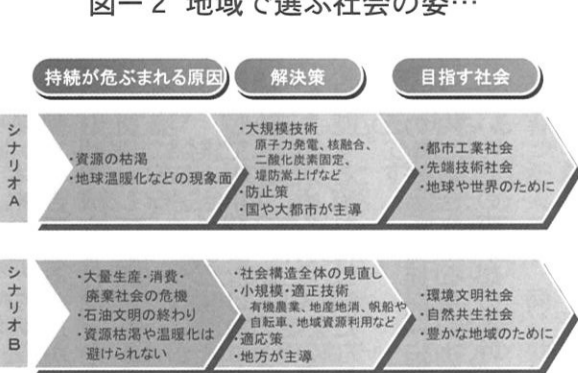 図ー2 地域で選ぶ社会の姿…
持続が危ぶまれる原因
解決策
目指す社会
シナリオA
・資源の枯渇
・地球温暖化などの現象面
・大規模技術
原子力発電、核融合、
二酸化炭素固定、
堤防嵩上げなど
・防止策
・国や大都市が主導
・都市工業社会
・先端技術社会
・地球や世界のために
シナリオB
・大量生産・消費・
廃棄社会の危機
・石油文明の終わり
・資源枯渇や温暖化は
避けられない
・社会構造全体の見直し
・小規模・適正技術
有機農業、地産地消、帆船や
自転車、地域資源利用など
・適応策
・地方が主導
・環境文明社会
・自然共生社会
・豊かな地域のために